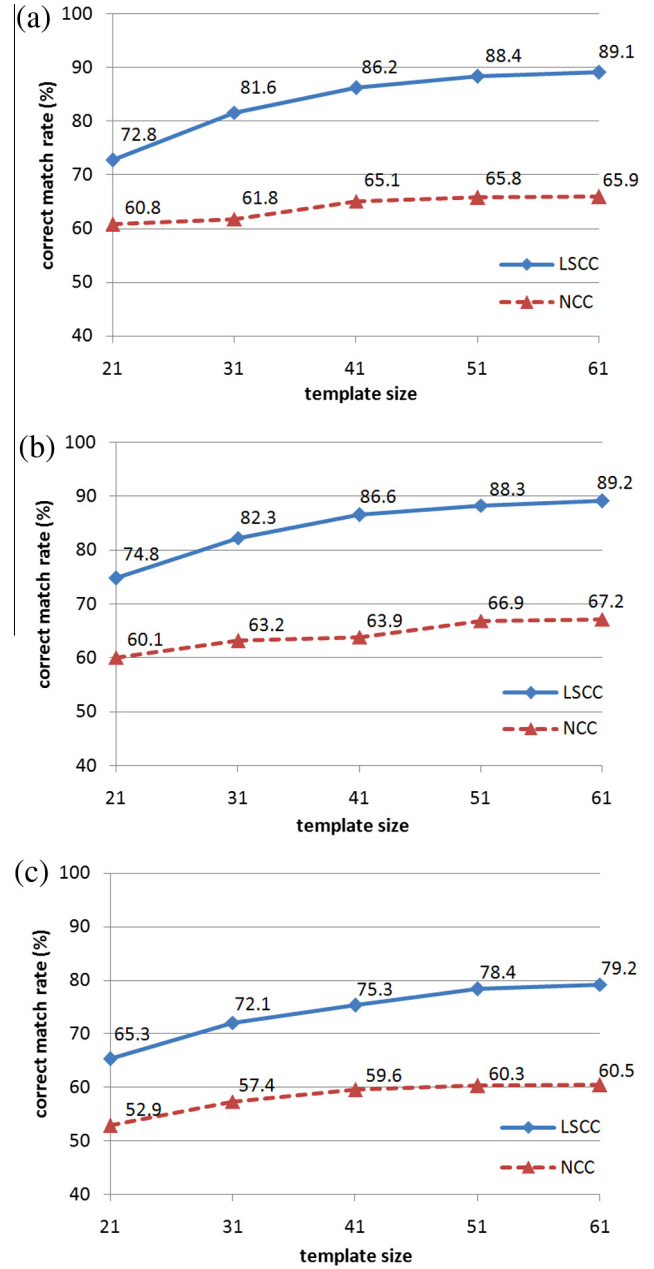 (a)
correct match rate (%)
100
90
80
70
60
50
40
72.8
81.6
86.2
88.4
89.1
60.8
61.8
65.1
65.8
65.9
LSCC
NCC
21 31 41 51 61
template size
(b)
correct match rate (%)
100
90
80
70
60
50
40
74.8
82.3
86.6
88.3
89.2
60.1
63.2
63.9
66.9
67.2
LSCC
NCC
21 31 41 51 61
template size
(c)
correct match rate (%)
100
90
80
70
60
50
40
65.3
72.1
75.3
78.4
79.2
52.9
57.4
59.6
60.3
60.5
LSCC
NCC
21 31 41 51 61
template size